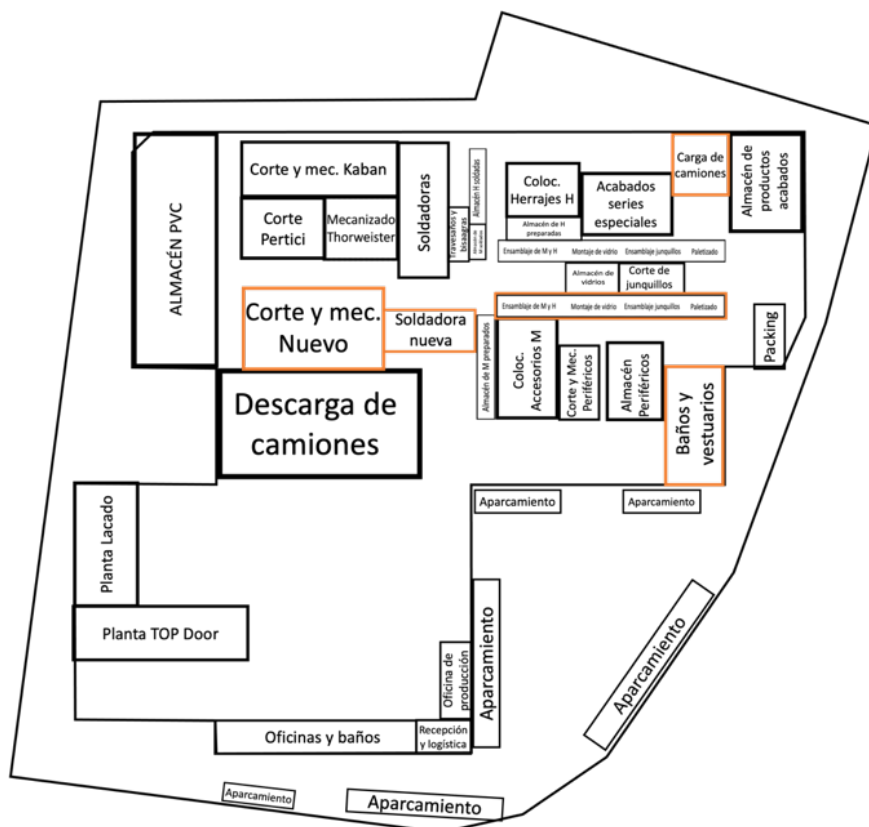 ALMACÉN PVC
Corte y mec. Kaban
Corte
Pertici
Mecanizado
Thorweister
Soldadoras
Travesaños y
bisaagras
Almacén H soldadas
Coloc.
Herrajes H
Almacén de H
preparadas
Acabados
series
especiales
Carga de
camiones
Almacén de
productos
acabados
Ensamblaje de M y H Montaje de vidrio Ensamblaje junquillos Paletizado
Almacén de
vidrios
Corte de
junquillos
Ensamblaje de M y H Montaje de vidrio Ensamblaje junquillos Paletizado
Corte y mec.
Nuevo
Soldadora
nueva
Almacén de M preparados
Coloc.
Accesorios M
Corte y Mec.
Periféricos
Almacén
Periféricos
Packing
Baños y
vestuarios
Descarga de
camiones
Aparcamiento
Aparcamiento
Planta Lacado
Planta TOP Door
Oficina de
producción
Aparcamiento
Aparcamiento
Oficinas y baños
Recepción
y logística
Aparcamiento
Aparcamiento